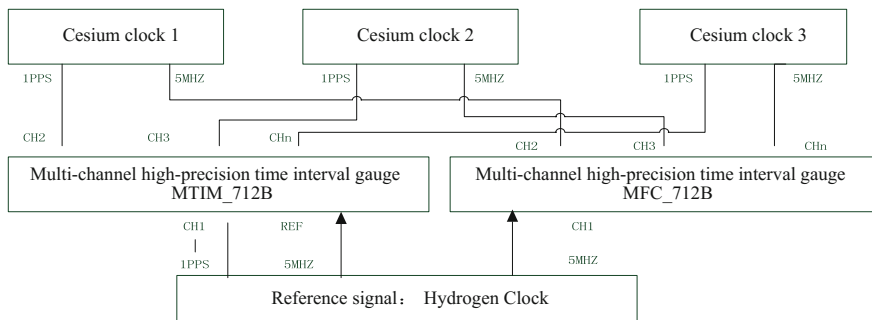 Cesium clock 1
Cesium clock 2
Cesium clock 3
1PPS
5MHZ
1PPS
5MHZ
1PPS
5MHZ
CH2
CH3
CHn
CH2
CH3
CHn
Multi-channel high-precision time interval gauge
MTIM_712B
Multi-channel high-precision time interval gauge
MFC_712B
CH1
REF
CH1
1PPS
5MHZ
5MHZ
Reference signal: Hydrogen Clock